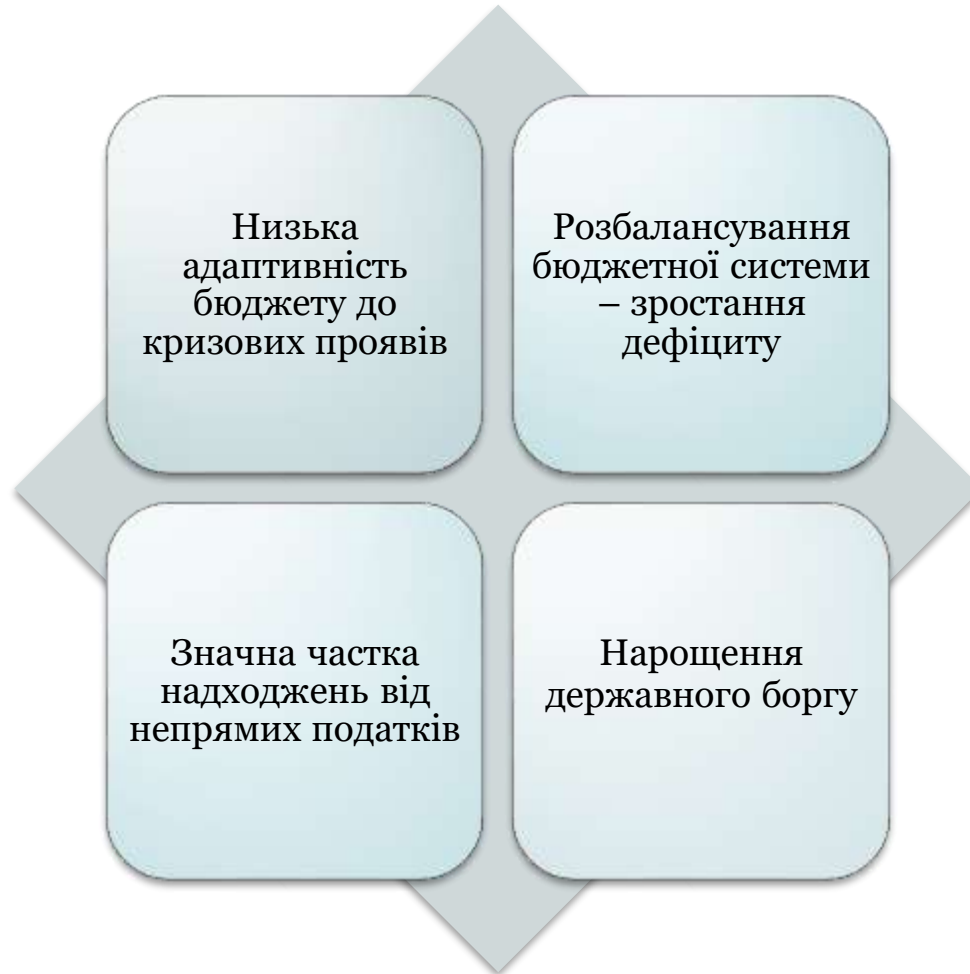 Низька
адаптивність
бюджету до
кризових проявів
Розбалансування
бюджетної системи
– зростання
дефіциту
Значна частка
надходжень від
непрямих податків
Нарощення
державного боргу